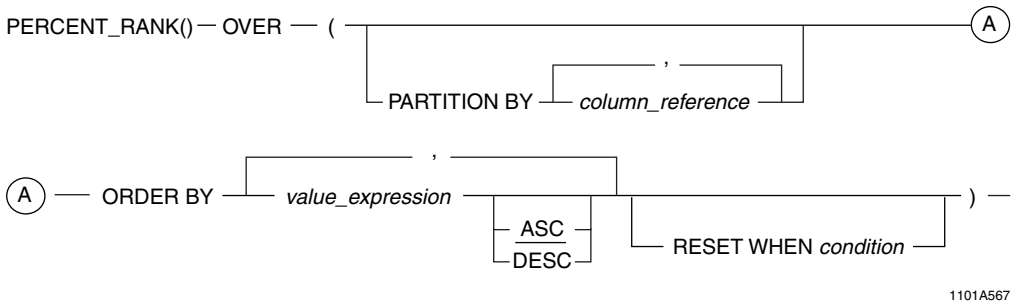 PERCENT_RANK() OVER ( A
,
PARTITION BY column_reference
,
A ORDER BY value_expression )
ASC
DESC RESET WHEN condition
1101A567